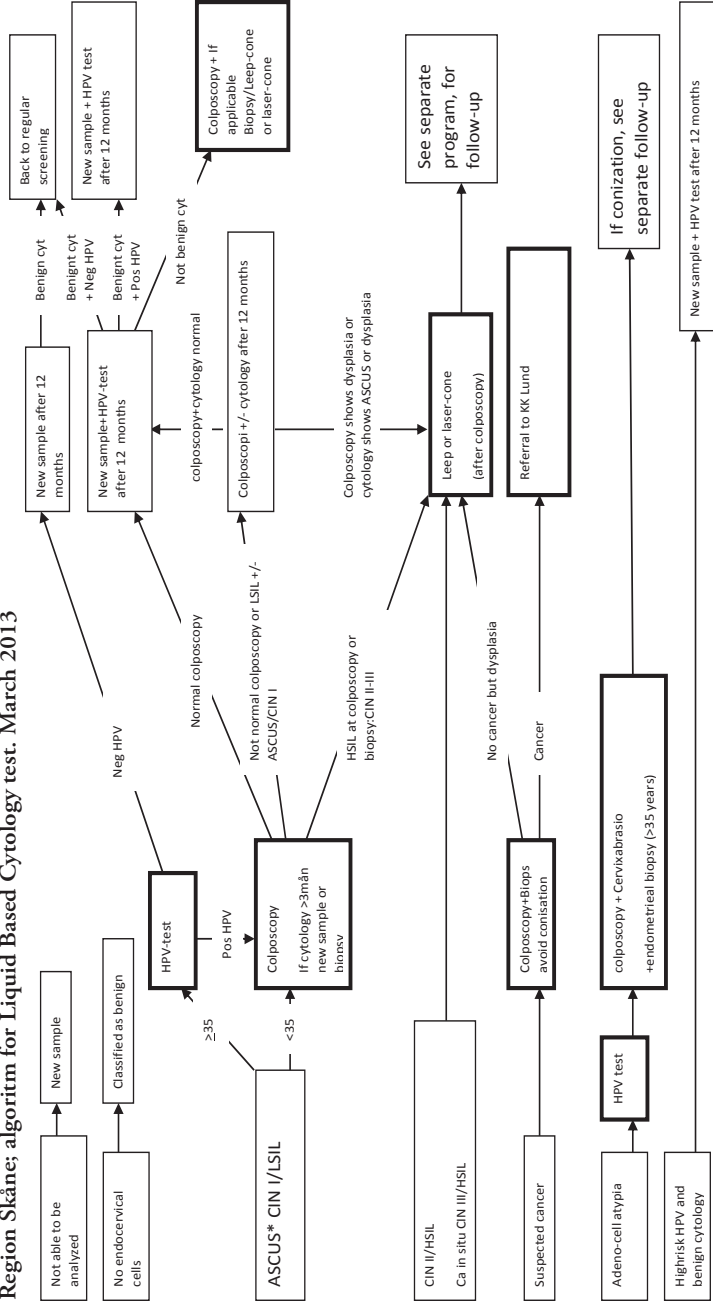 Region Skåne; algoritm for Liquid Based Cytology test. March 2013
Not able to be
analyzed
New sample
No endocervical
cells
Classified as benign
ASCUS* CIN I/LSIL
≥35
<35
HPV-test
Pos HPV
Neg HPV
Colposcopy
If cytology >3mån
new sample or
biopsy
Normal colposcopy
Not normal colposcopy or LSIL +/-
ASCUS/CIN I
HSIL at colposcopy or
biopsy:CIN II-III
New sample after 12
months
Benign cyt
Back to regular
screening
New sample+HPV-test
after 12 months
Benignt cyt
+ Neg HPV
Benignt cyt
+ Pos HPV
New sample + HPV test
after 12 months
Not benign cyt
Colposcopy + If
applicable
Biopsy/Leep-cone
or laser-cone
colposcopy+cytology normal
Colposcopi +/- cytology after 12 months
Colposcopy shows dysplasia or
cytology shows ASCUS or dysplasia
CIN II/HSIL
Ca in situ CIN III/HSIL
Leep or laser-cone
(after colposcopy)
See separate
program, for
follow-up
Suspected cancer
Colposcopy+Biops
avoid conisation
No cancer but dysplasia
Cancer
Referral to KK Lund
Adeno-cell atypia
HPV test
colposcopy + Cervixabrasio
+endometrieal biopsy (>35 years)
If conization, see
separate follow-up
Highrisk HPV and
benign cytology
New sample + HPV test after 12 months